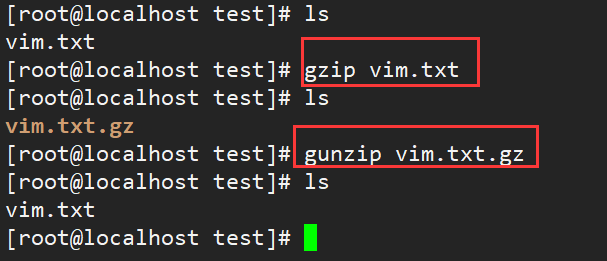 [root@localhost test]# ls
vim.txt
[root@localhost test]# gzip vim.txt
[root@localhost test]# ls
vim.txt.gz
[root@localhost test]# gunzip vim.txt.gz
[root@localhost test]# ls
vim.txt
[root@localhost test]#